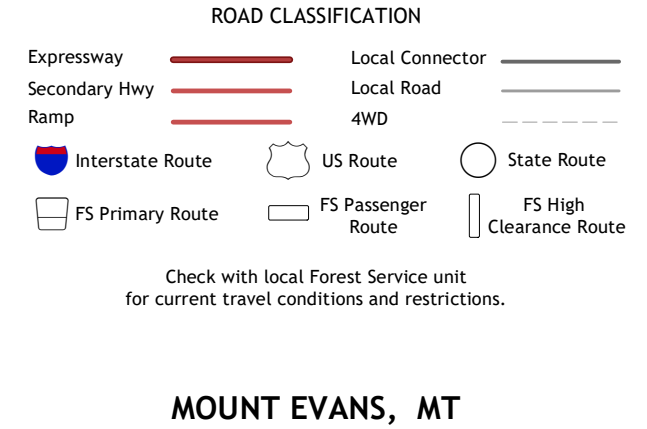 ROAD CLASSIFICATION
Expressway
Local Connector
Secondary Hwy
Local Road
Ramp
4WD
Interstate Route
US Route
State Route
FS Primary Route
FS Passenger
Route
FS High
Clearance Route
Check with local Forest Service unit
for current travel conditions and restrictions.
MOUNT EVANS, MT